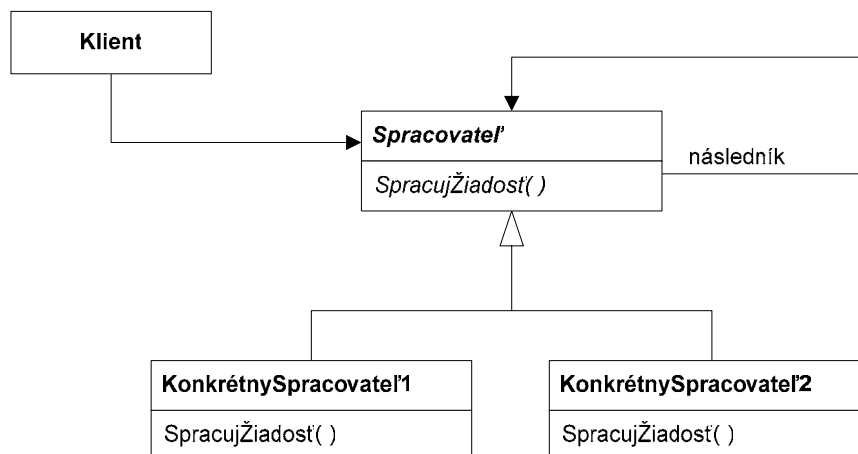 Klient
Spracovateľ
následník
SpracujŽiadosť( )
KonkrétnySpracovateľ1
KonkrétnySpracovateľ2
SpracujŽiadosť( )
SpracujŽiadosť( )